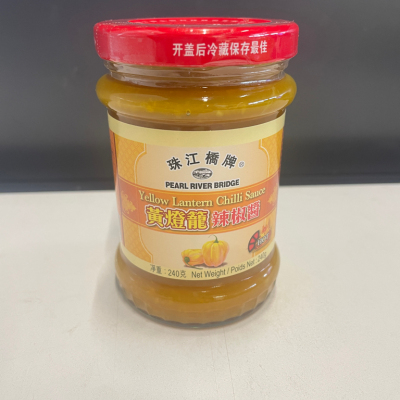 开盖后冷藏保存最佳
珠江橋牌®
PEARL RIVER BRIDGE
Yellow Lantern Chilli Sauce
黃燈籠辣椒醬
淨重：240克 Net Weight / Poids Net : 240